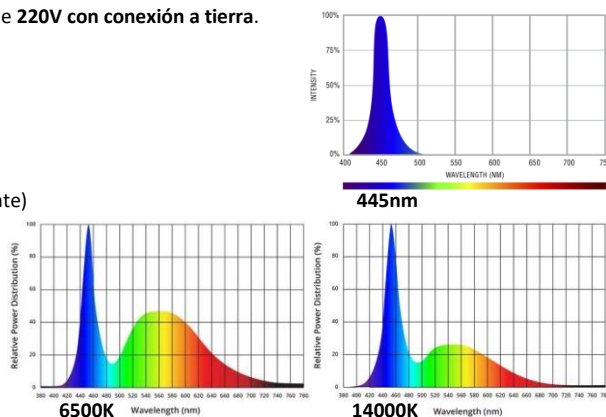 e 220V con conexión a tierra.
INTENSITY
100%
75%
50%
25%
0%
400 450 500 550 600 650 700 75
WAVELENGTH (NM)
nte)
445nm
Relative Power Distribution (%)
100
80
60
40
20
0
380 400 420 440 460 480 500 520 540 560 580 600 620 640 660 680 700 720 740 760 780
6500K Wavelength (nm)
Relative Power Distribution (%)
100
80
60
40
20
0
380 400 420 440 460 480 500 520 540 560 580 600 620 640 660 680 700 720 740 760 78
14000K Wavelength (nm)